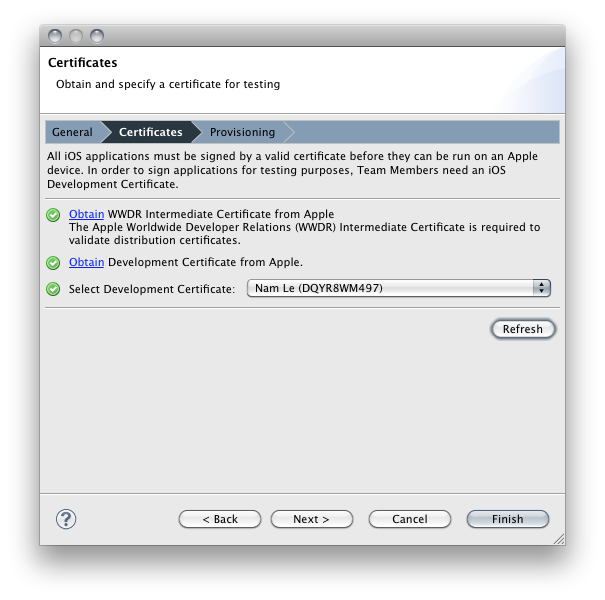 Certificates
Obtain and specify a certificate for testing
General Certificates Provisioning
All iOS applications must be signed by a valid certificate before they can be run on an Apple
device. In order to sign applications for testing purposes, Team Members need an iOS
Development Certificate.
Obtain WWDR Intermediate Certificate from Apple
The Apple Worldwide Developer Relations (WWDR) Intermediate Certificate is required to
validate distribution certificates.
Obtain Development Certificate from Apple.
Select Development Certificate: Nam Le (DQYR8WM497)
Refresh
? < Back Next > Cancel Finish